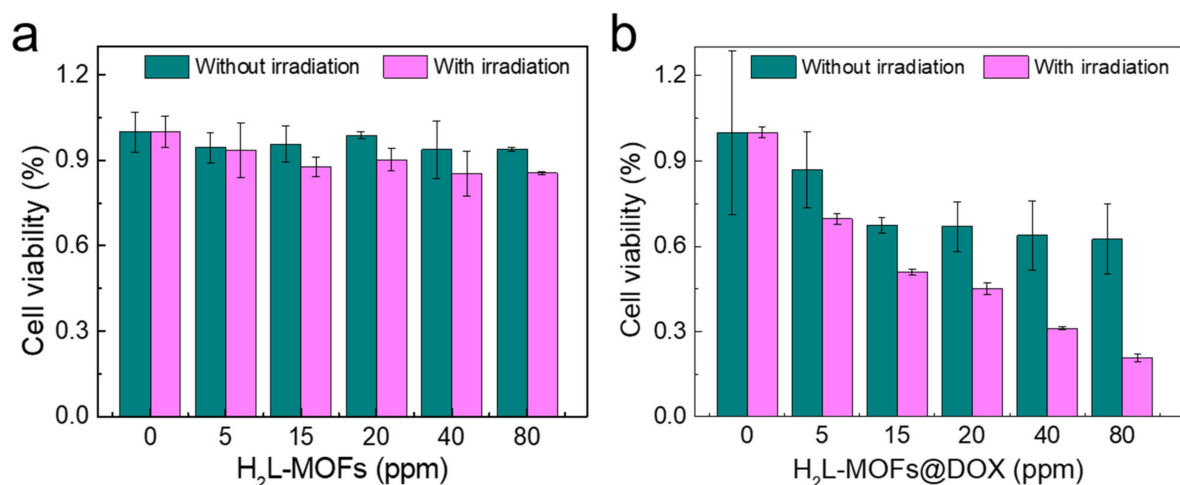 a
Without irradiation
With irradiation
Cell viability (%)
1.2
0.9
0.6
0.3
0.0
0 5 15 20 40 80
H₂L-MOFs (ppm)
b
Without irradiation
With irradiation
Cell viability (%)
1.2
0.9
0.6
0.3
0.0
0 5 15 20 40 80
H₂L-MOFs@DOX (ppm)